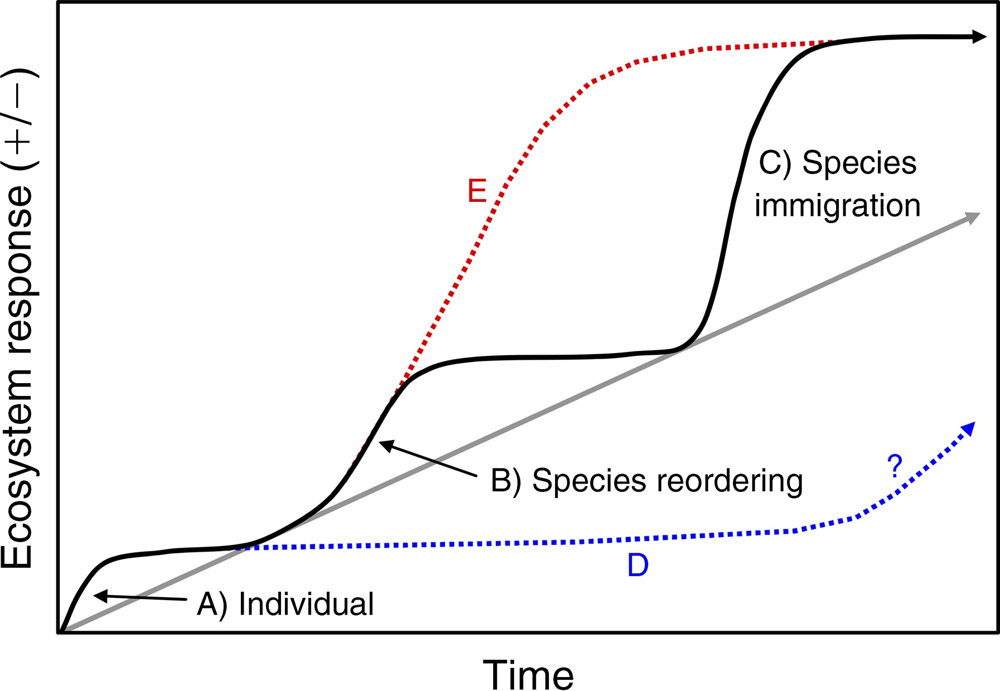 Ecosystem response (+/−)
E
C) Species
immigration
?
B) Species reordering
D
A) Individual
Time